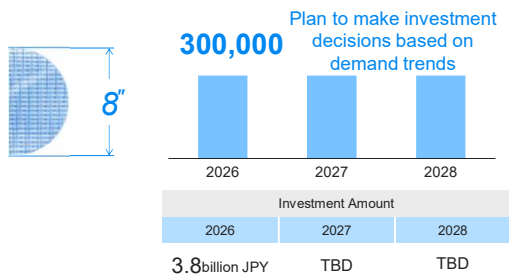 Plan to make investment
decisions based on
demand trends
300,000
8"
2026 2027 2028
Investment Amount
2026 2027 2028
3.8billion JPY TBD TBD